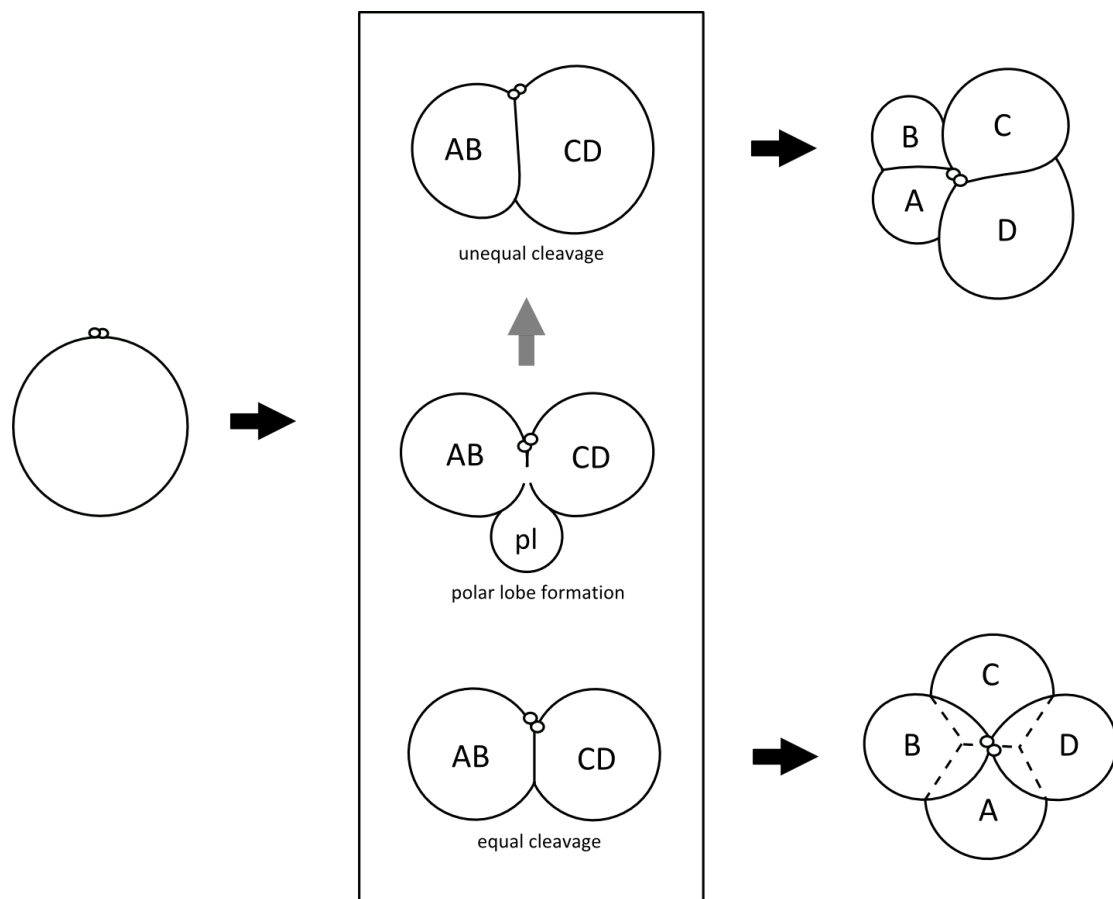 AB CD
unequal cleavage
B C
A D
AB CD
pl
polar lobe formation
AB CD
equal cleavage
C
B D
A